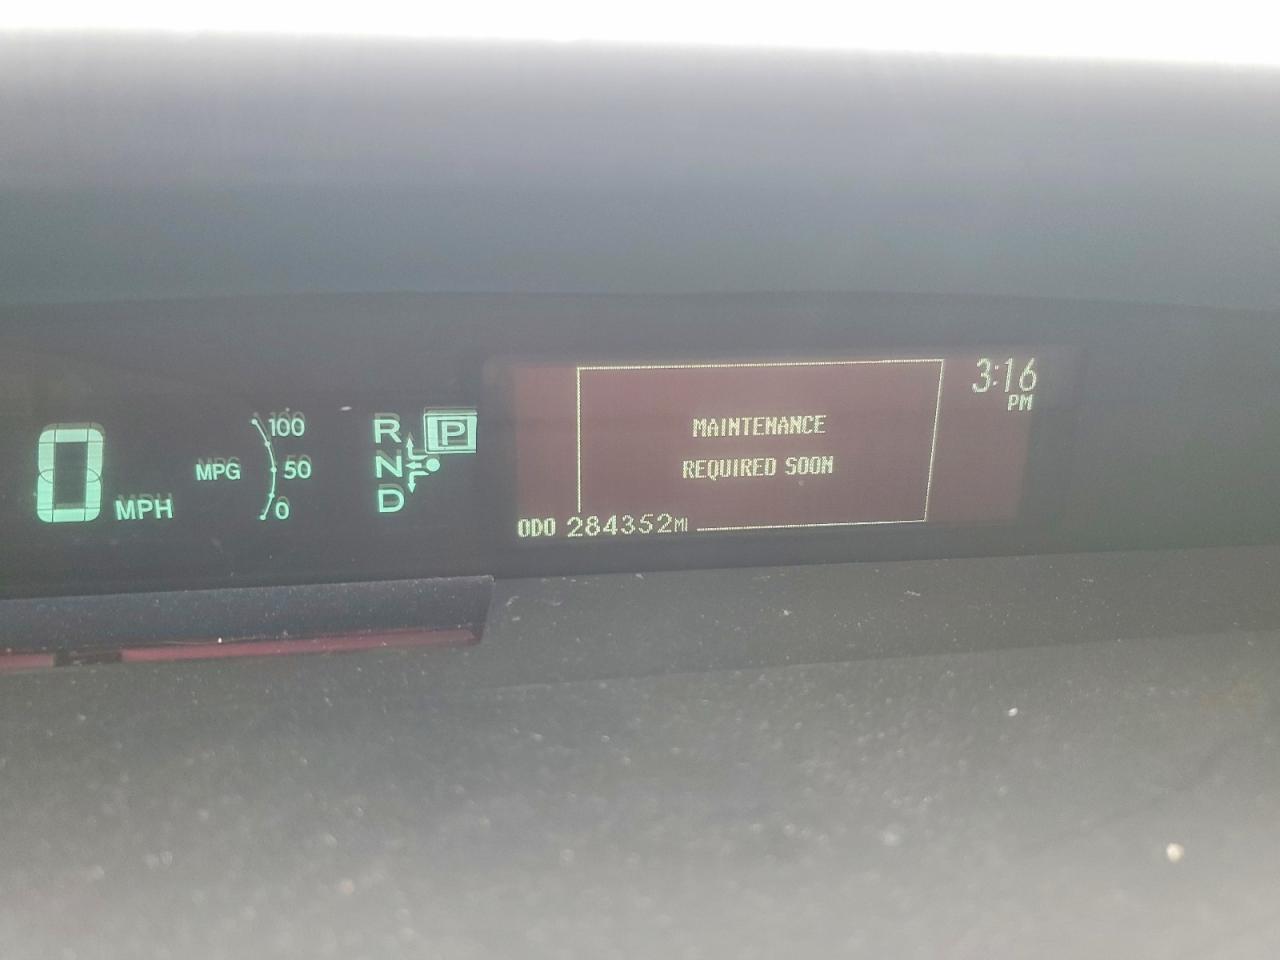 0 MPH
MPG
100
50
0
R
N
D
P
MAINTENANCE
REQUIRED SOON
3:16
PM
ODO 284352MI